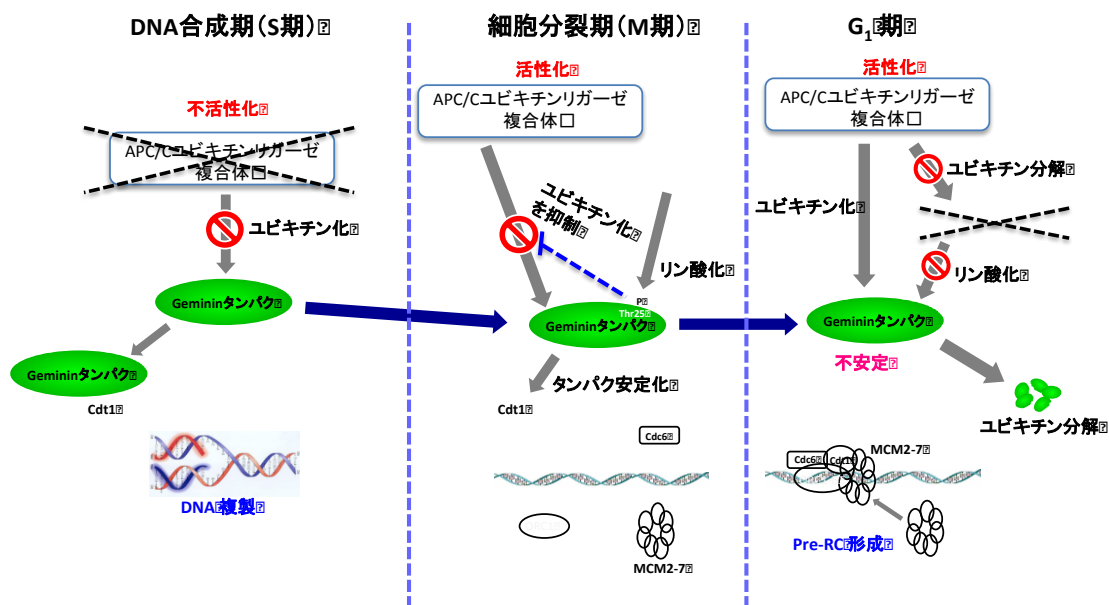 DNA合成期(S期)
不活性化
APC/Cユビキチンリガーゼ
複合体
ユビキチン化
Gemininタンパク
Gemininタンパク
Cdt1
DNA 複製
細胞分裂期(M期)
活性化
APC/Cユビキチンリガーゼ
複合体
ユビキチン化
を抑制
リン酸化
P
Thr25
Gemininタンパク
タンパク安定化
Cdt1
Cdc6
MCM2-7
G1期
活性化
APC/Cユビキチンリガーゼ
複合体
ユビキチン分解
ユビキチン化
リン酸化
Gemininタンパク
不安定
ユビキチン分解
MCM2-7
Cdc6
Cdt1
Pre-RC 形成